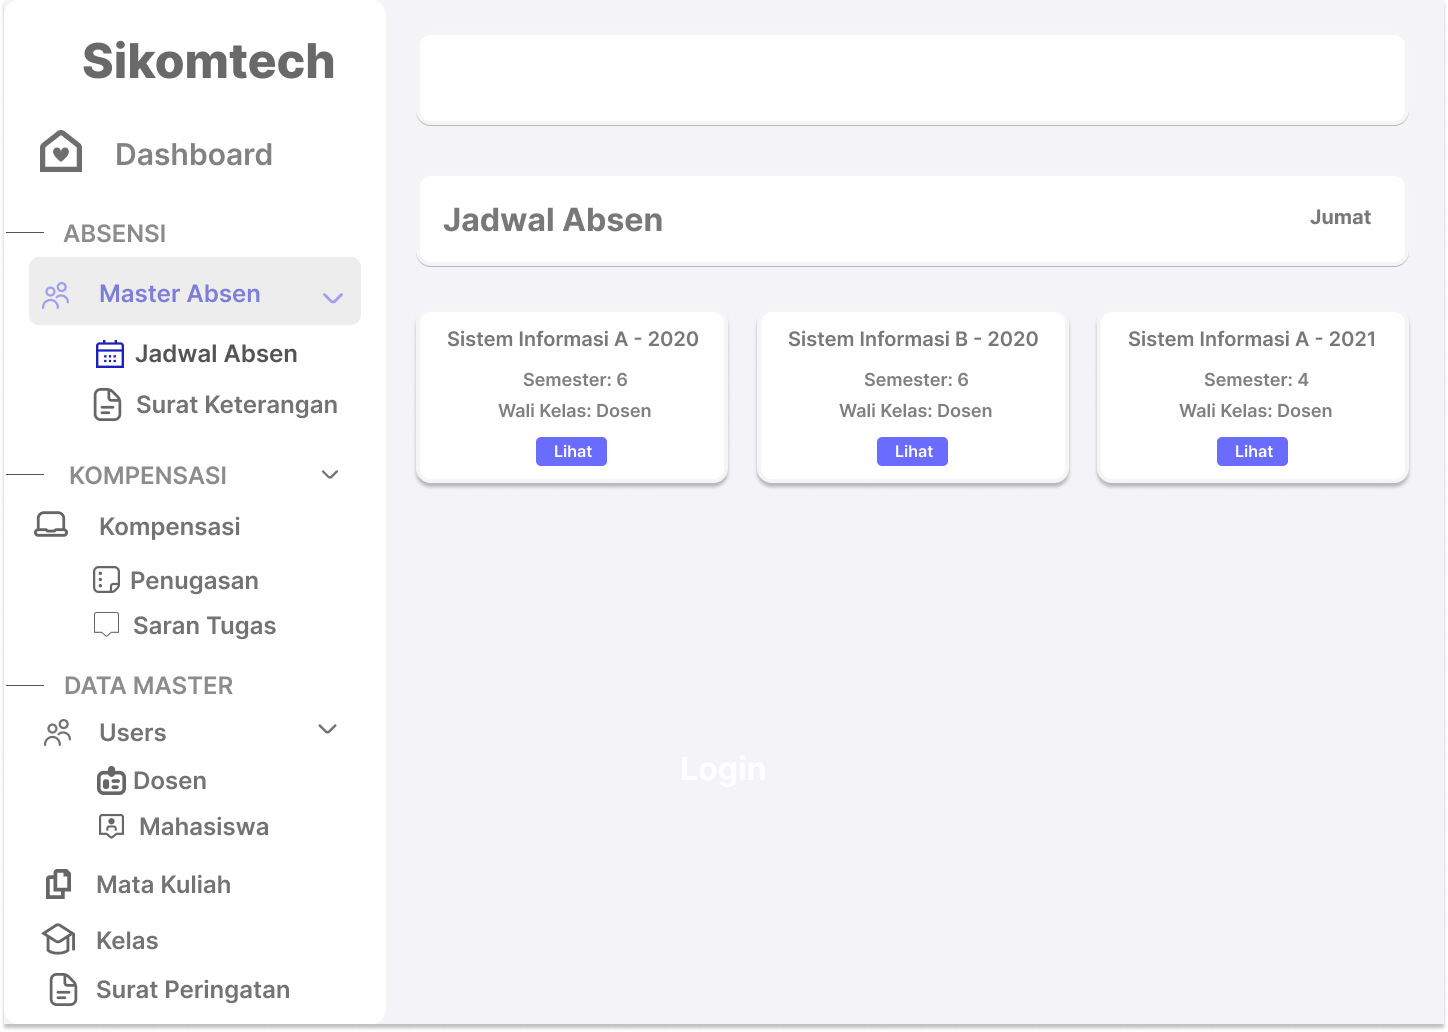 Sikomtech
Dashboard
ABSENSI
Master Absen
Jadwal Absen
Surat Keterangan
KOMPENSASI
Kompensasi
Penugasan
Saran Tugas
DATA MASTER
Users
Dosen
Mahasiswa
Mata Kuliah
Kelas
Surat Peringatan
Jadwal Absen
Jumat
Sistem Informasi A - 2020
Semester: 6
Wali Kelas: Dosen
Lihat
Sistem Informasi B - 2020
Semester: 6
Wali Kelas: Dosen
Lihat
Sistem Informasi A - 2021
Semester: 4
Wali Kelas: Dosen
Lihat
Login